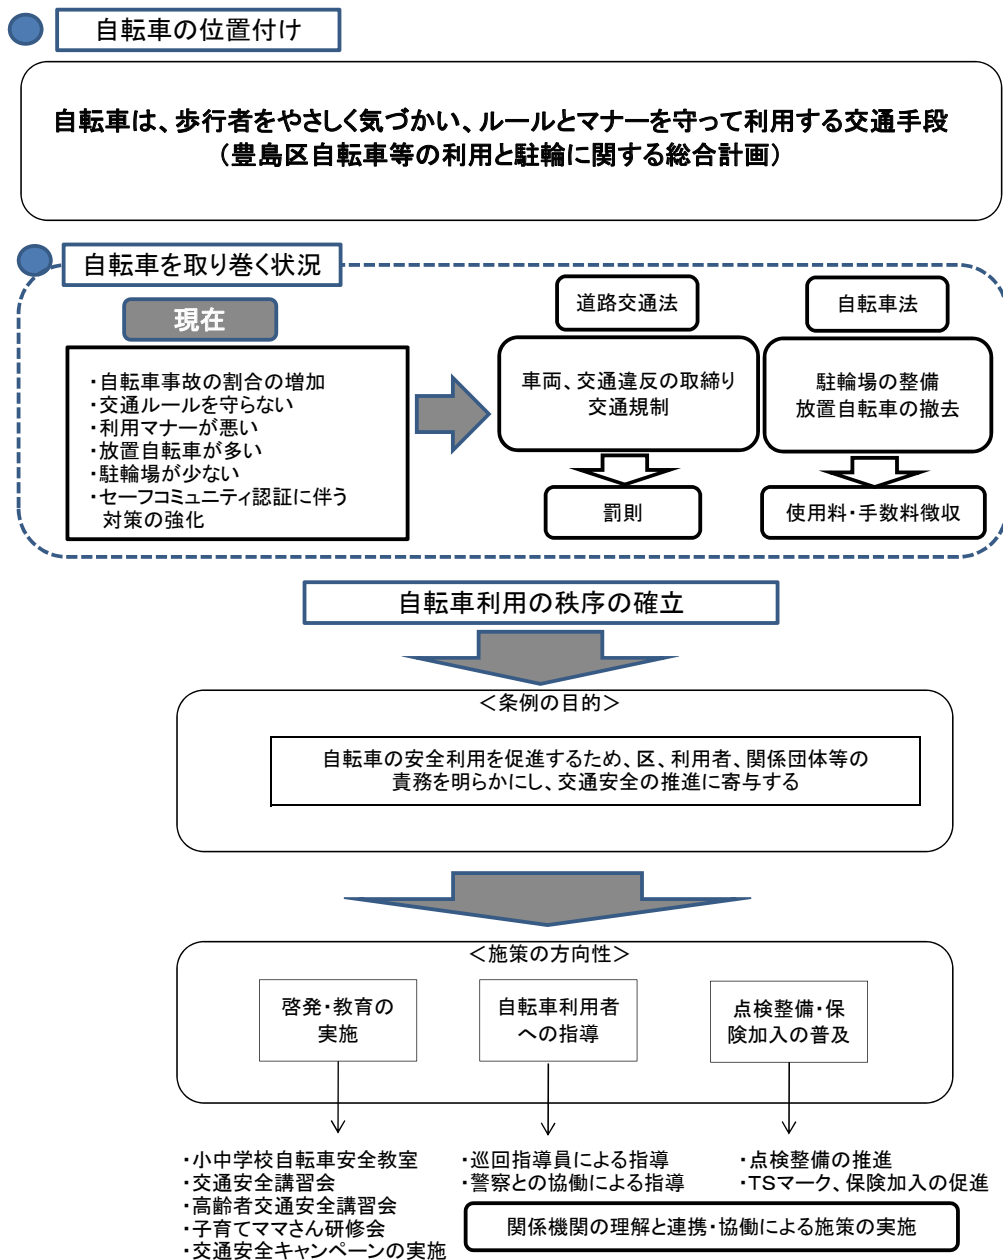 自転車の位置付け
自転車は、歩行者をやさしく気づかい、ルールとマナーを守って利用する交通手段
（豊島区自転車等の利用と駐輪に関する総合計画）
自転車を取り巻く状況
現在
・自転車事故の割合の増加
・交通ルールを守らない
・利用マナーが悪い
・放置自転車が多い
・駐輪場が少ない
・セーフコミュニティ認証に伴う
対策の強化
道路交通法
車両、交通違反の取締り
交通規制
罰則
自転車法
駐輪場の整備
放置自転車の撤去
使用料・手数料徴収
自転車利用の秩序の確立
＜条例の目的＞
自転車の安全利用を促進するため、区、利用者、関係団体等の
責務を明らかにし、交通安全の推進に寄与する
＜施策の方向性＞
啓発・教育の
実施
自転車利用者
への指導
点検整備・保
険加入の普及
・小中学校自転車安全教室
・交通安全講習会
・高齢者交通安全講習会
・子育てママさん研修会
・交通安全キャンペーンの実施
・巡回指導員による指導
・警察との協働による指導
・点検整備の推進
・TSマーク、保険加入の促進
関係機関の理解と連携・協働による施策の実施